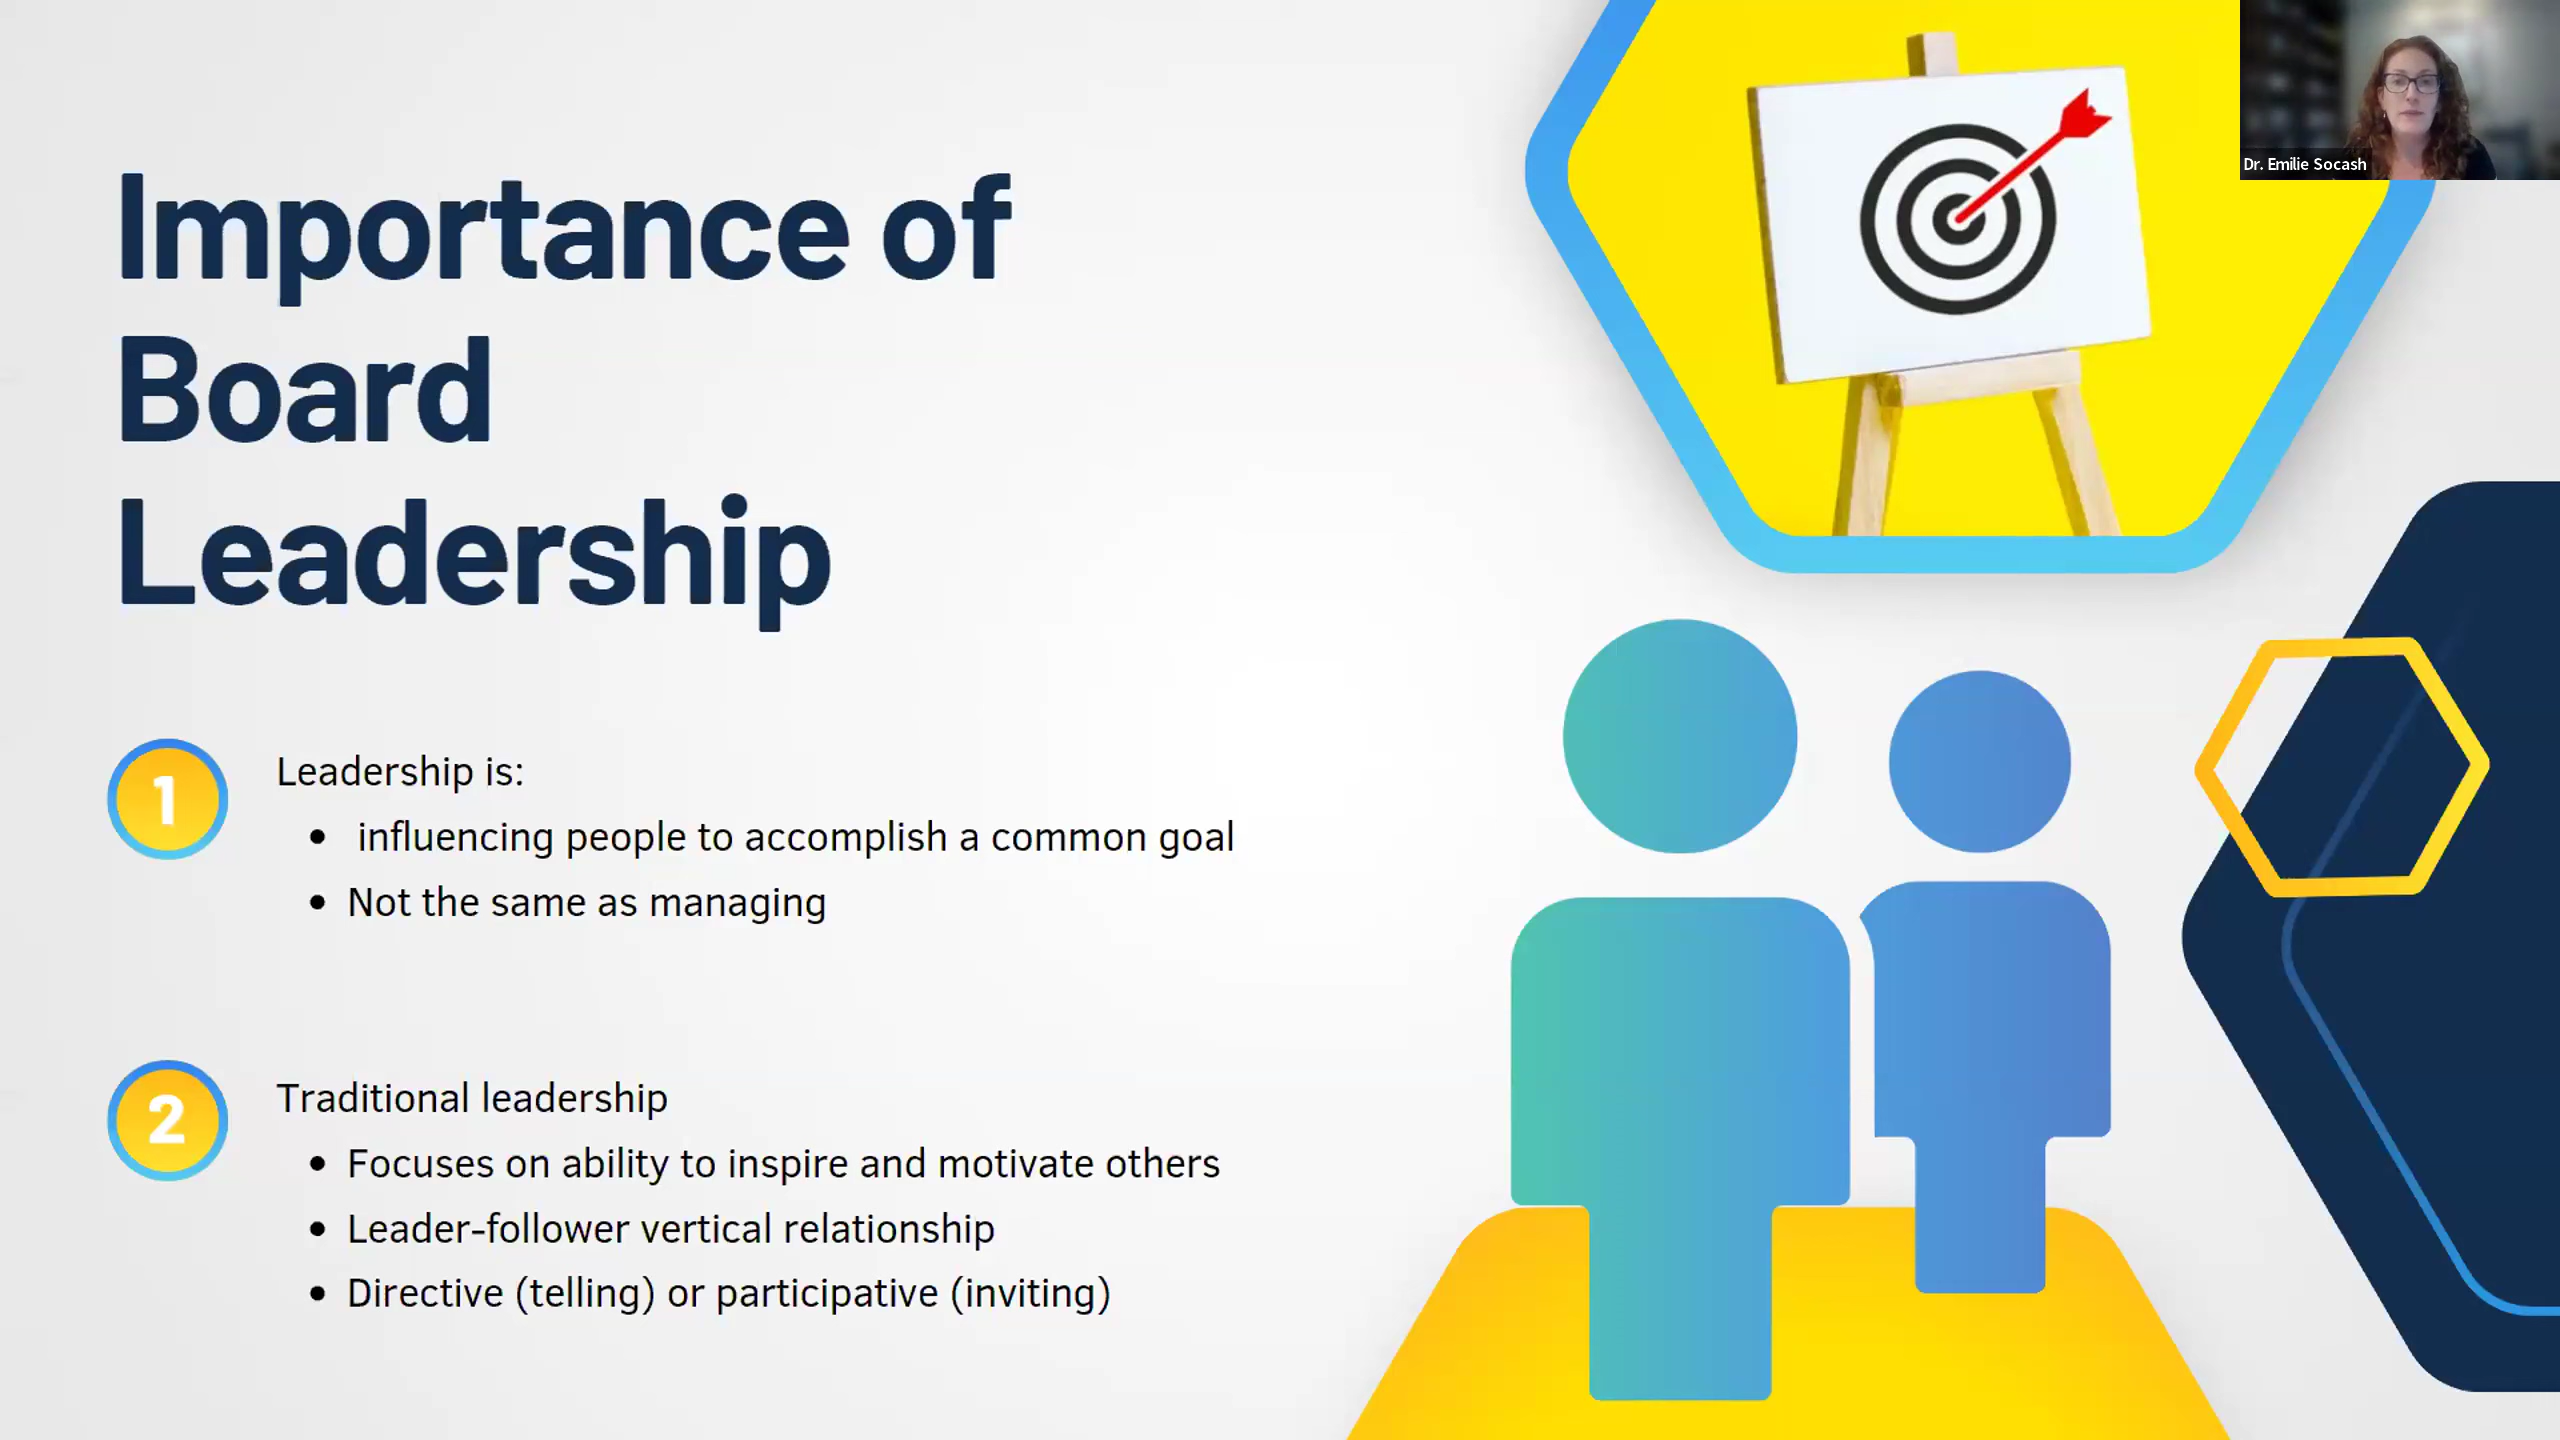 Importance of
Board
Leadership
1
Leadership is:
• influencing people to accomplish a common goal
• Not the same as managing
2
Traditional leadership
• Focuses on ability to inspire and motivate others
• Leader-follower vertical relationship
• Directive (telling) or participative (inviting)
Dr. Emilie Socash